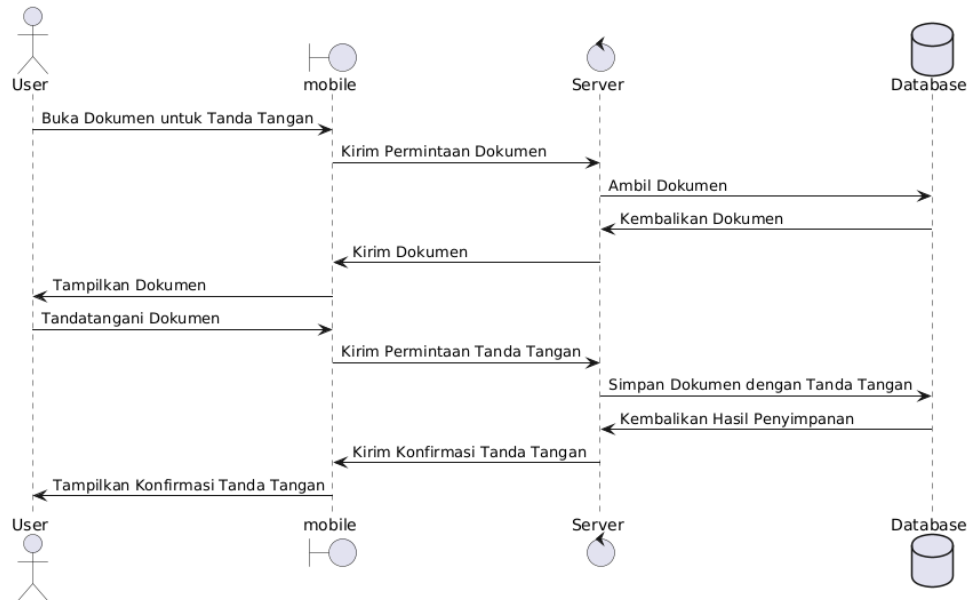 User
mobile
Server
Database
Buka Dokumen untuk Tanda Tangan
Kirim Permintaan Dokumen
Ambil Dokumen
Kembalikan Dokumen
Kirim Dokumen
Tampilkan Dokumen
Tandatangani Dokumen
Kirim Permintaan Tanda Tangan
Simpan Dokumen dengan Tanda Tangan
Kembalikan Hasil Penyimpanan
Kirim Konfirmasi Tanda Tangan
Tampilkan Konfirmasi Tanda Tangan
User
mobile
Server
Database